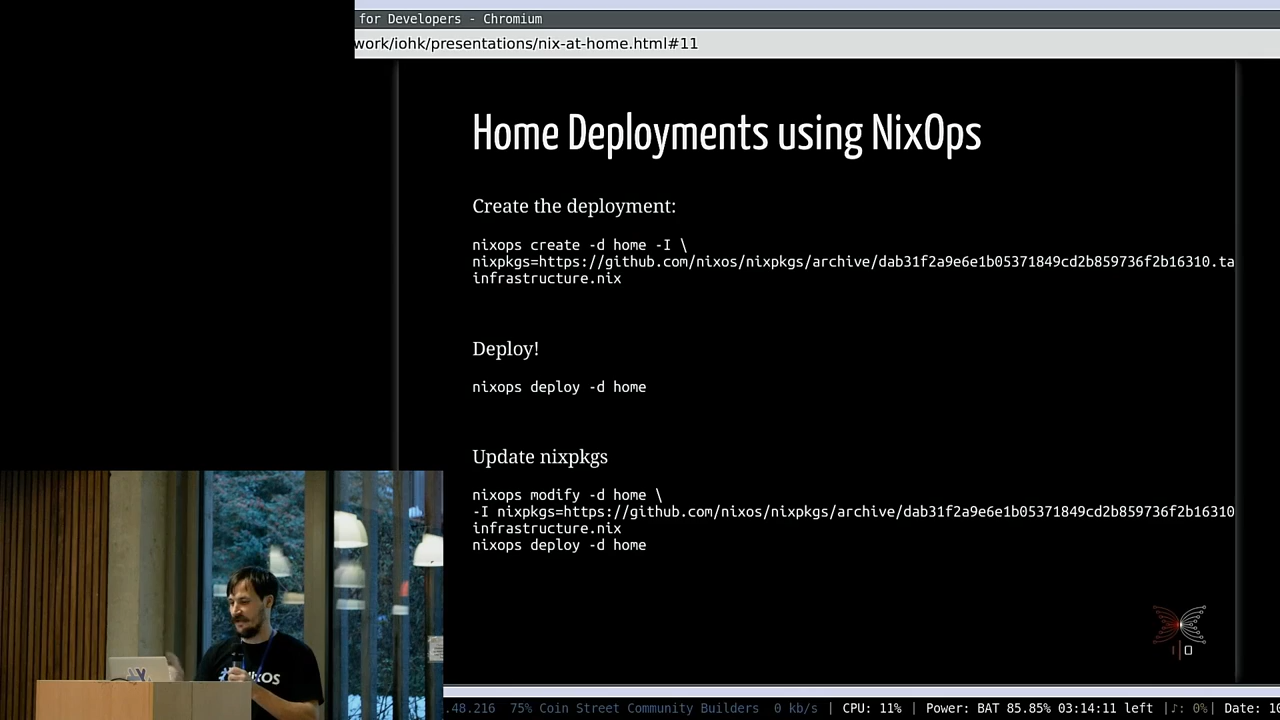 for Developers - Chromium
work/iohk/presentations/nix-at-home.html#11
Home Deployments using NixOps
Create the deployment:
nixops create -d home -I \
nixpkgs=https://github.com/nixos/nixpkgs/archive/dab31f2a9e6e1b05371849cd2b859736f2b16310.ta
infrastructure.nix
Deploy!
nixops deploy -d home
Update nixpkgs
nixops modify -d home \
-I nixpkgs=https://github.com/nixos/nixpkgs/archive/dab31f2a9e6e1b05371849cd2b859736f2b16310
infrastructure.nix
nixops deploy -d home
I|O
NixOS
.48.216 75% Coin Street Community Builders 0 kb/s | CPU: 11% | Power: BAT 85.85% 03:14:11 left |♪: 0%| Date: 10